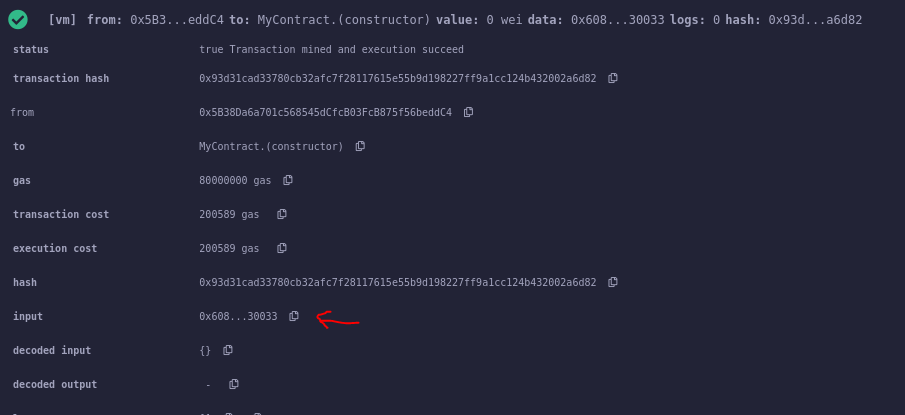 [vm] from: 0x5B3...eddC4 to: MyContract.(constructor) value: 0 wei data: 0x608...30033 logs: 0 hash: 0x93d...a6d82
status true Transaction mined and execution succeed
transaction hash 0x93d31cad33780cb32afc7f28117615e55b9d198227ff9a1cc124b432002a6d82
from 0x5B38Da6a701c568545dCfcB03FcB875f56beddC4
to MyContract.(constructor)
gas 80000000 gas
transaction cost 200589 gas
execution cost 200589 gas
hash 0x93d31cad33780cb32afc7f28117615e55b9d198227ff9a1cc124b432002a6d82
input 0x608...30033
decoded input {}
decoded output -